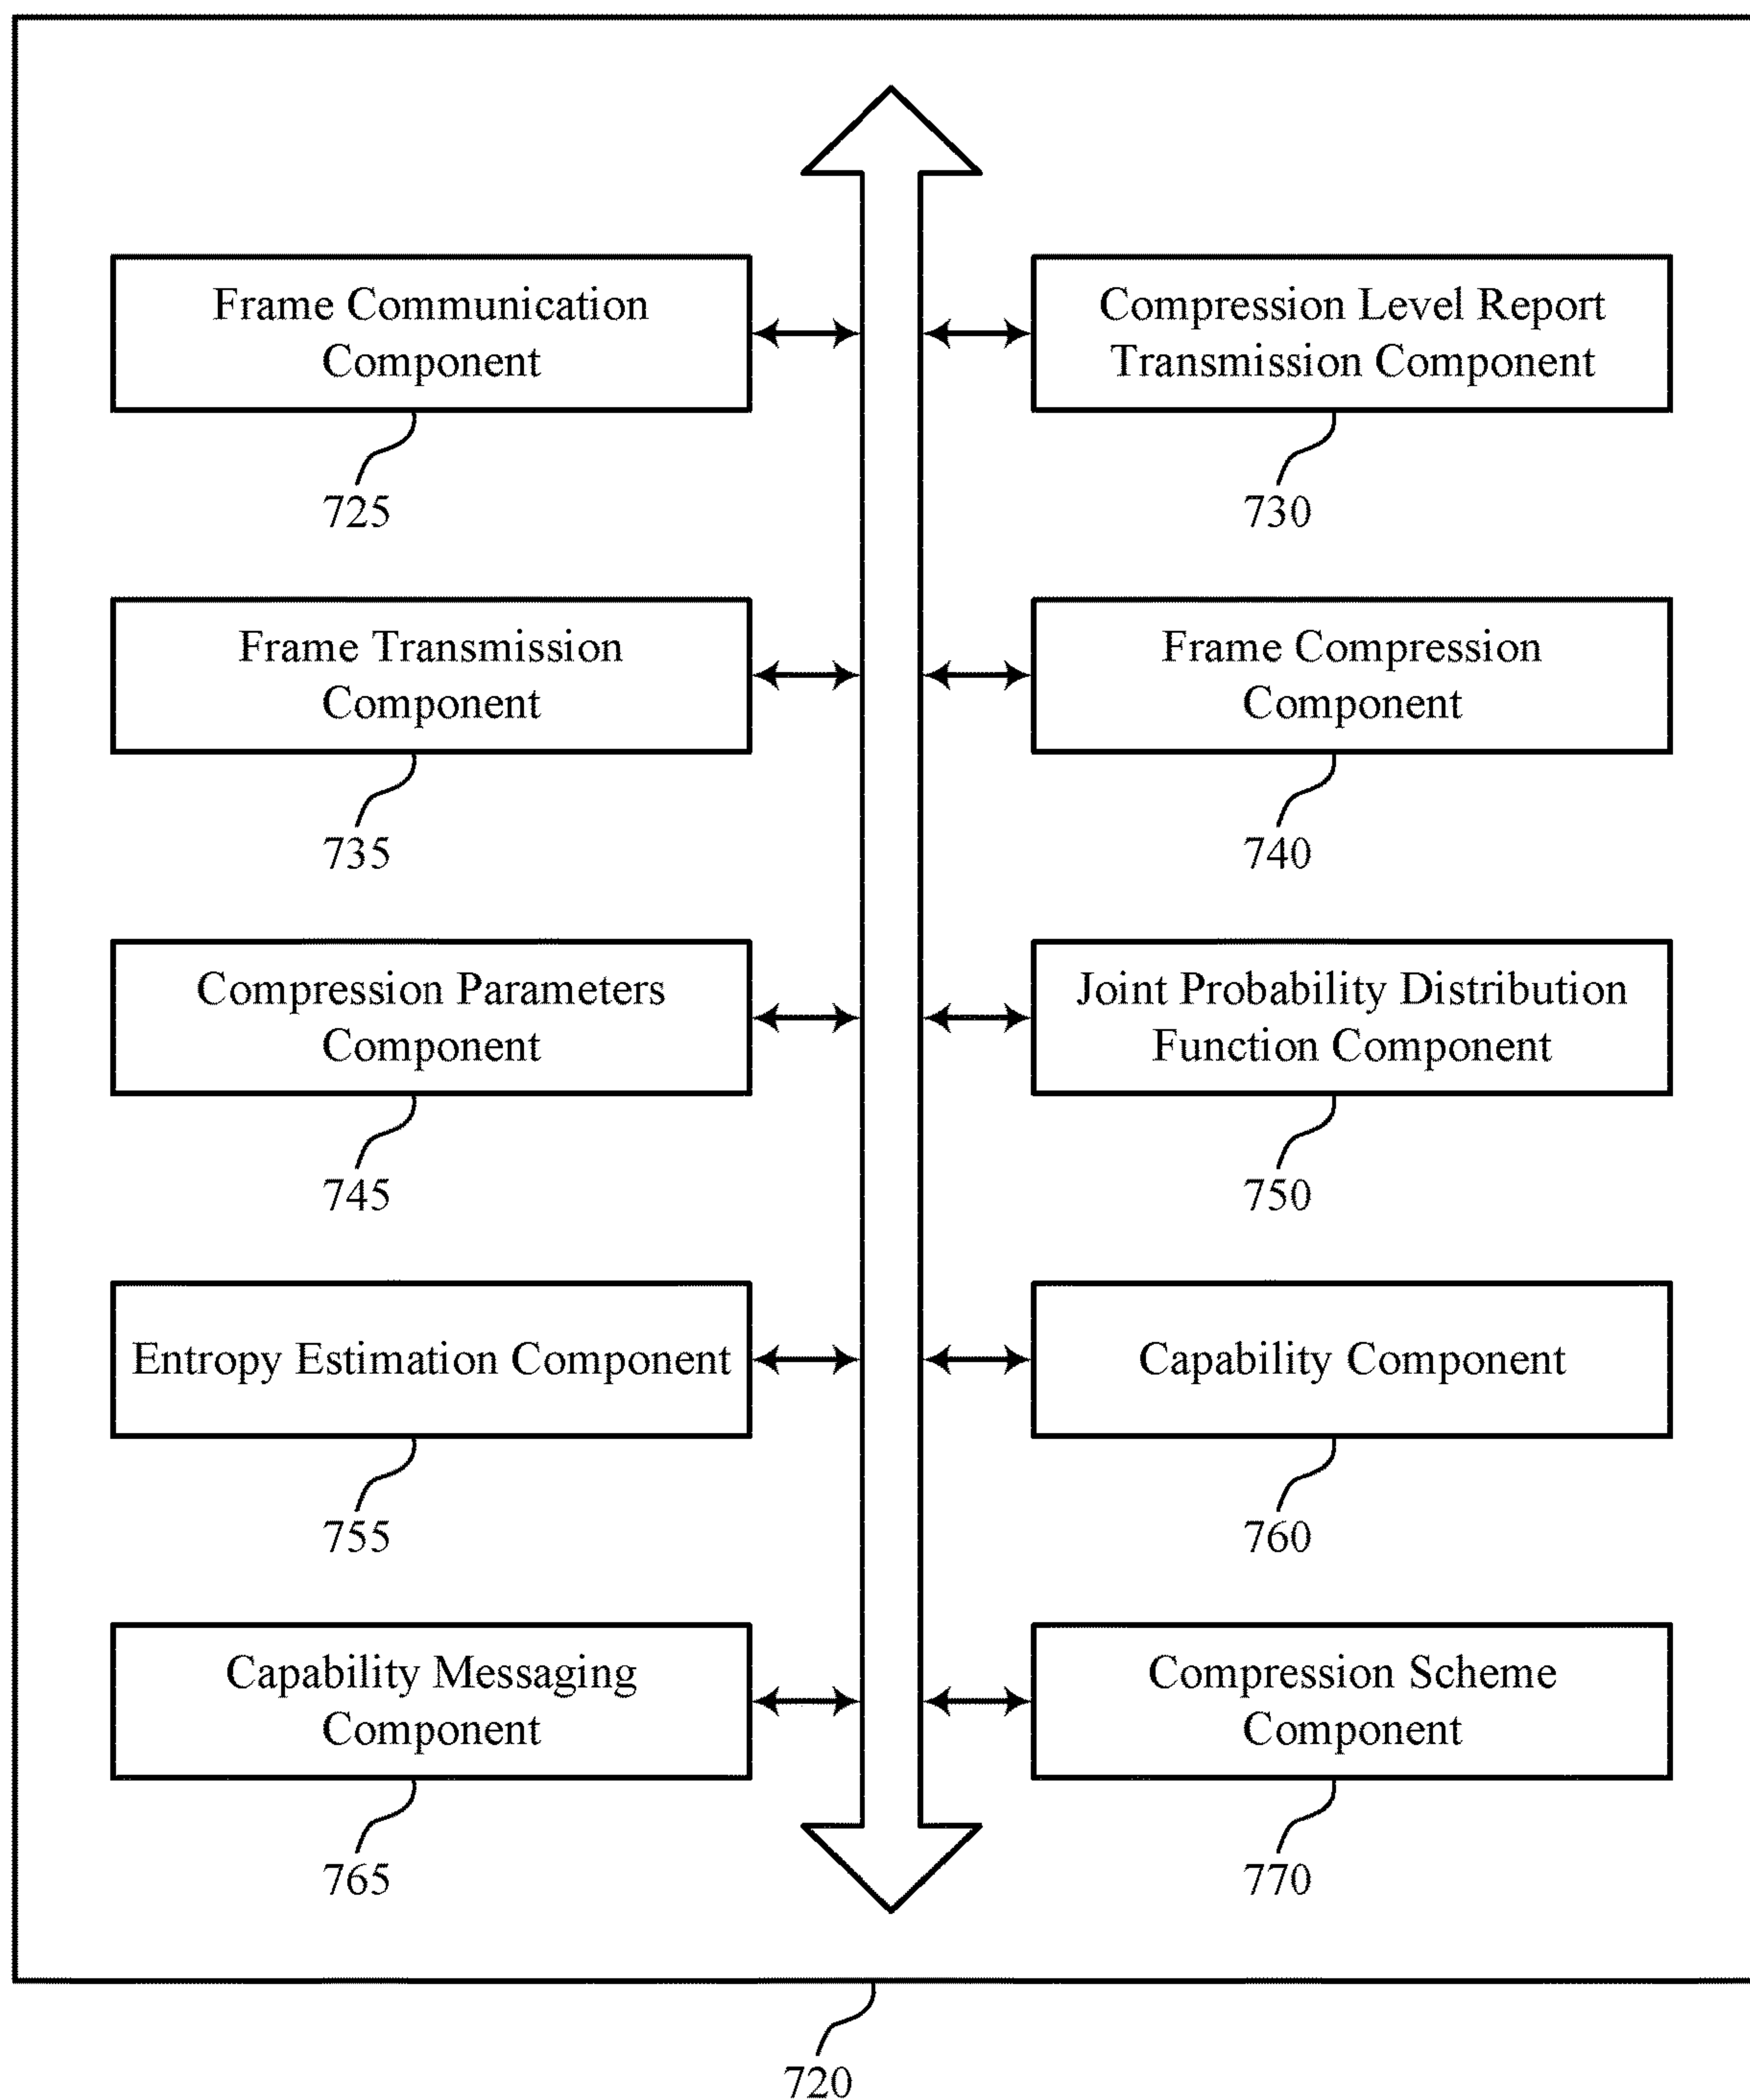 Frame Communication
Component
725
Compression Level Report
Transmission Component
730
Frame Transmission
Component
735
Frame Compression
Component
740
Compression Parameters
Component
745
Joint Probability Distribution
Function Component
750
Entropy Estimation Component
755
Capability Component
760
Capability Messaging
Component
765
Compression Scheme
Component
770
720